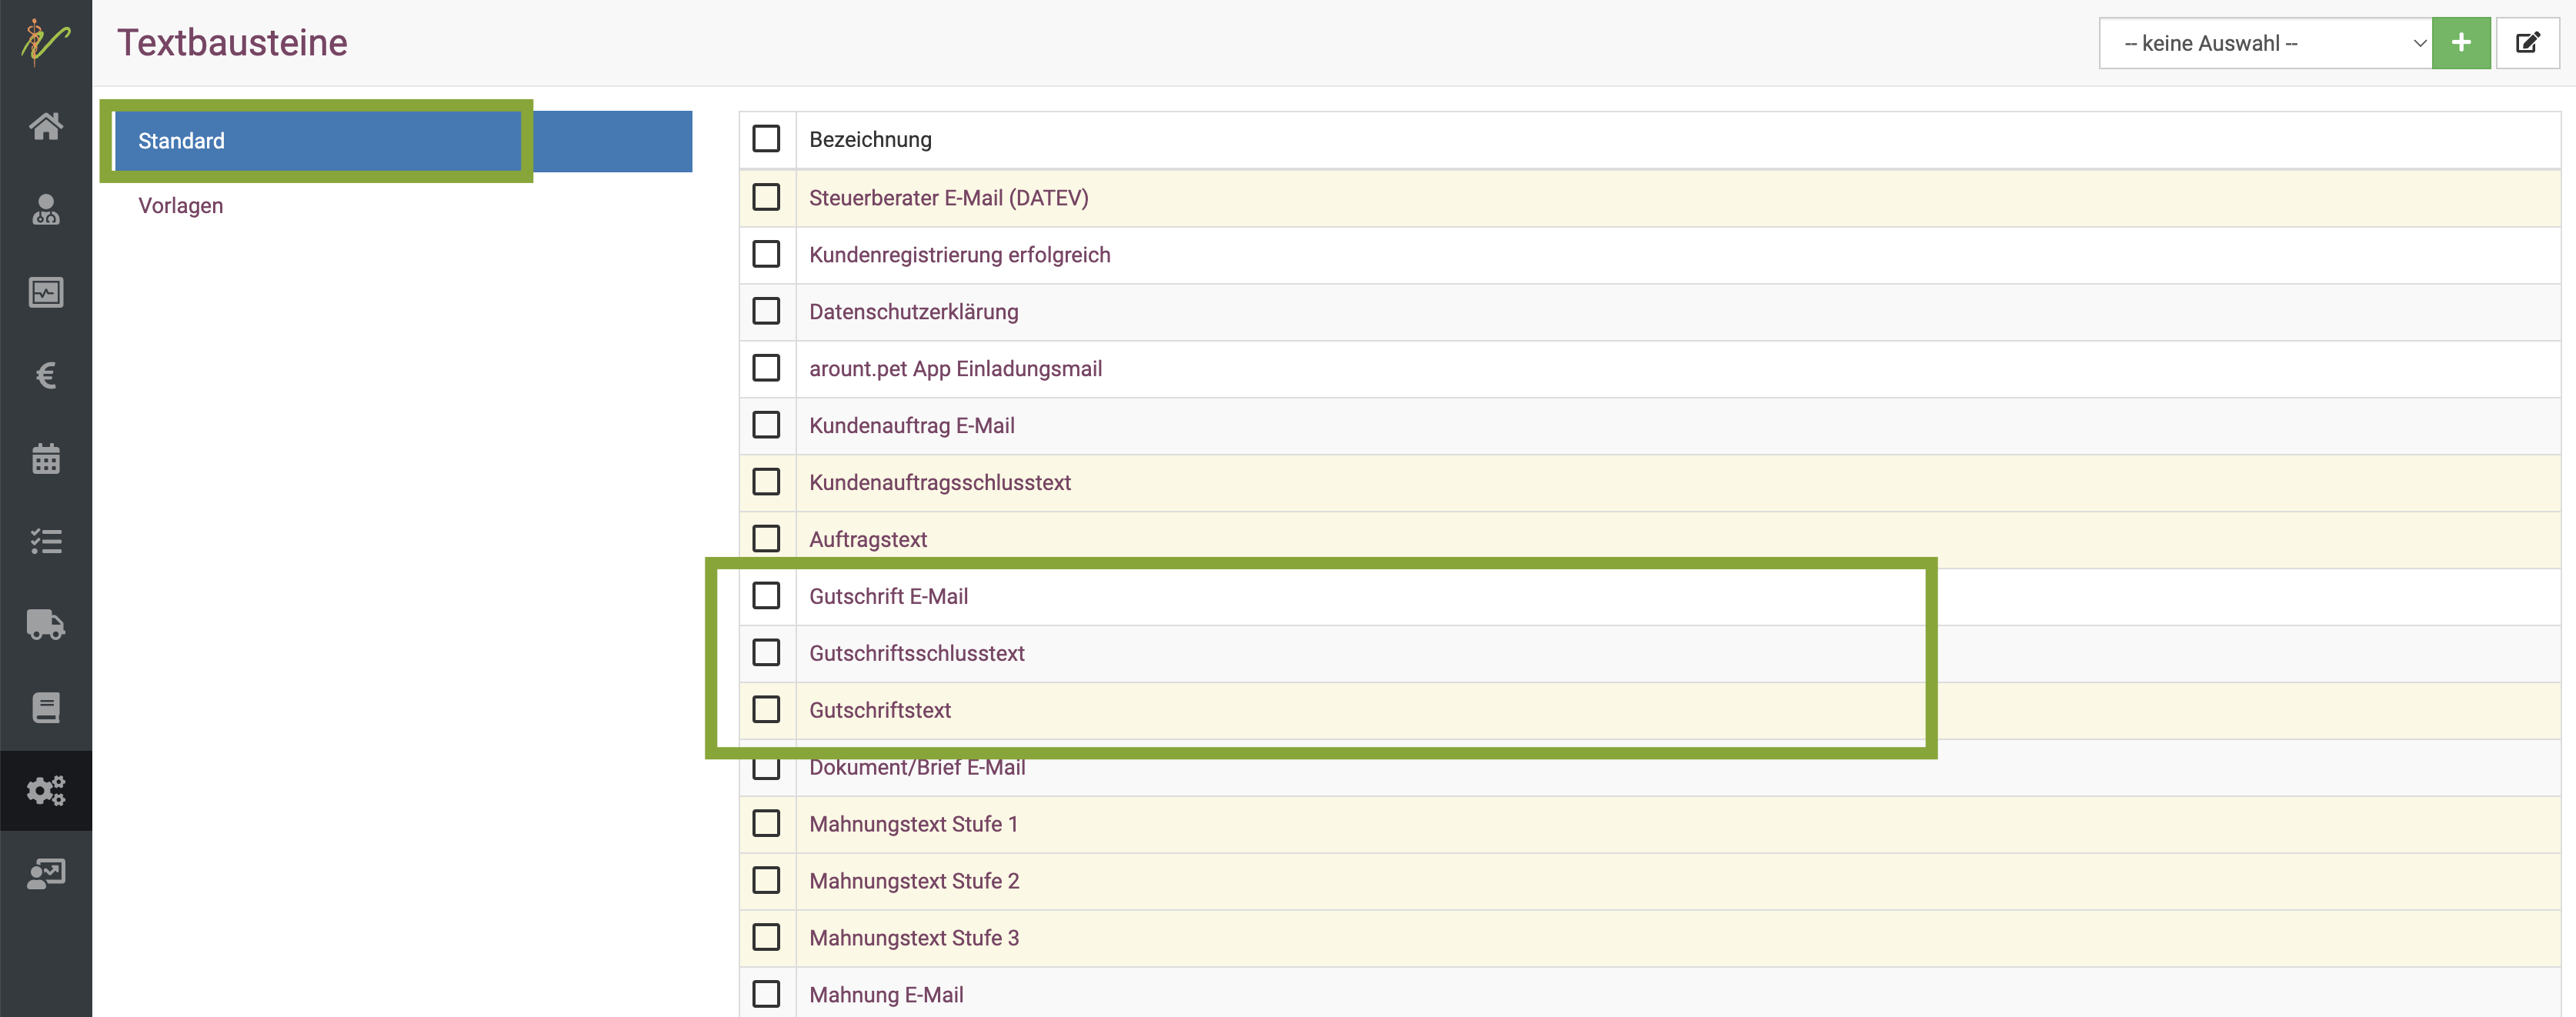 Textbausteine
-- keine Auswahl --
Standard
Vorlagen
Bezeichnung
Steuerberater E-Mail (DATEV)
Kundenregistrierung erfolgreich
Datenschutzerklärung
arount.pet App Einladungsmail
Kundenauftrag E-Mail
Kundenauftragsschlusstext
Auftragstext
Gutschrift E-Mail
Gutschriftsschlusstext
Gutschriftstext
Dokument/Brief E-Mail
Mahnungstext Stufe 1
Mahnungstext Stufe 2
Mahnungstext Stufe 3
Mahnung E-Mail